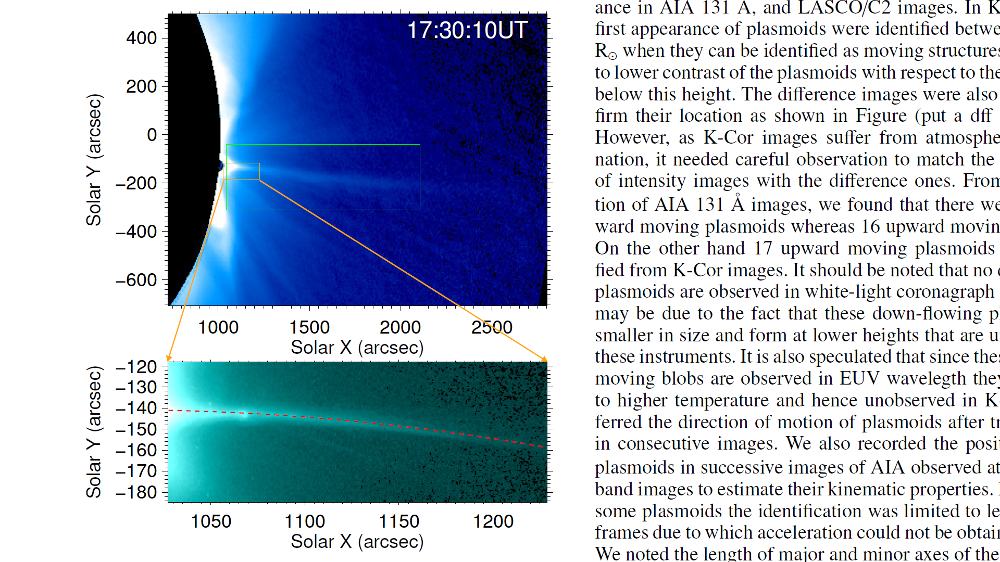 17:30:10UT
400
200
0
−200
−400
−600
Solar Y (arcsec)
1000 1500 2000 2500
Solar X (arcsec)
−120
−130
−140
−150
−160
−170
−180
Solar Y (arcsec)
1050 1100 1150 1200
Solar X (arcsec)
ance in AIA 131 A, and LASCO/C2 images. In K
first appearance of plasmoids were identified betwe
R⊙ when they can be identified as moving structures
to lower contrast of the plasmoids with respect to the
below this height. The difference images were also
firm their location as shown in Figure (put a dff
However, as K-Cor images suffer from atmosphe
nation, it needed careful observation to match the
of intensity images with the difference ones. From
tion of AIA 131 Å images, we found that there we
ward moving plasmoids whereas 16 upward movin
On the other hand 17 upward moving plasmoids
fied from K-Cor images. It should be noted that no
plasmoids are observed in white-light coronagraph
may be due to the fact that these down-flowing p
smaller in size and form at lower heights that are u
these instruments. It is also speculated that since thes
moving blobs are observed in EUV wavelegth they
to higher temperature and hence unobserved in K
ferred the direction of motion of plasmoids after tr
in consecutive images. We also recorded the posit
plasmoids in successive images of AIA observed at
band images to estimate their kinematic properties.
some plasmoids the identification was limited to le
frames due to which acceleration could not be obtain
We noted the length of major and minor axes of the